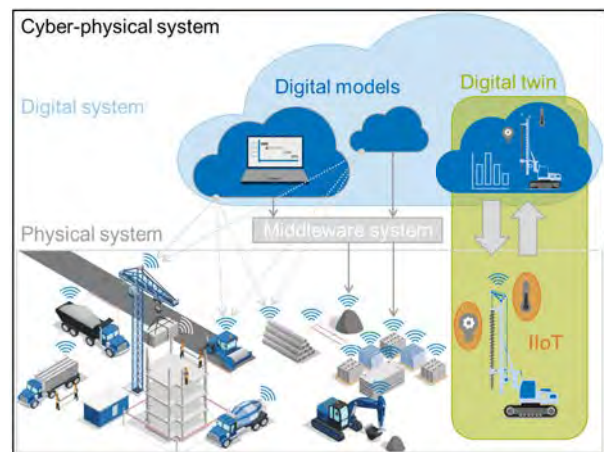 Cyber-physical system
Digital models
Digital twin
Digital system
Middleware system
Physical system
IIoT